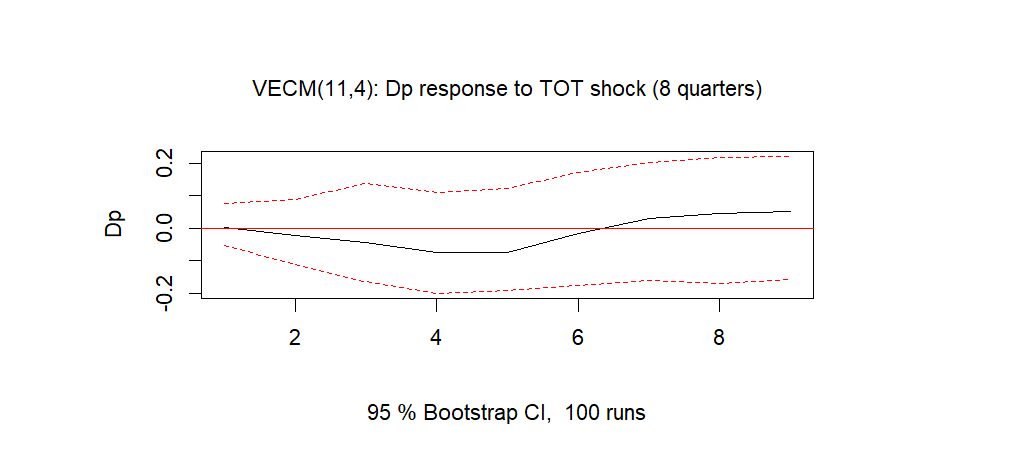 VECM(11,4): Dp response to TOT shock (8 quarters)
Dp
0.2
0.0
-0.2
2 4 6 8
95 % Bootstrap CI,  100 runs